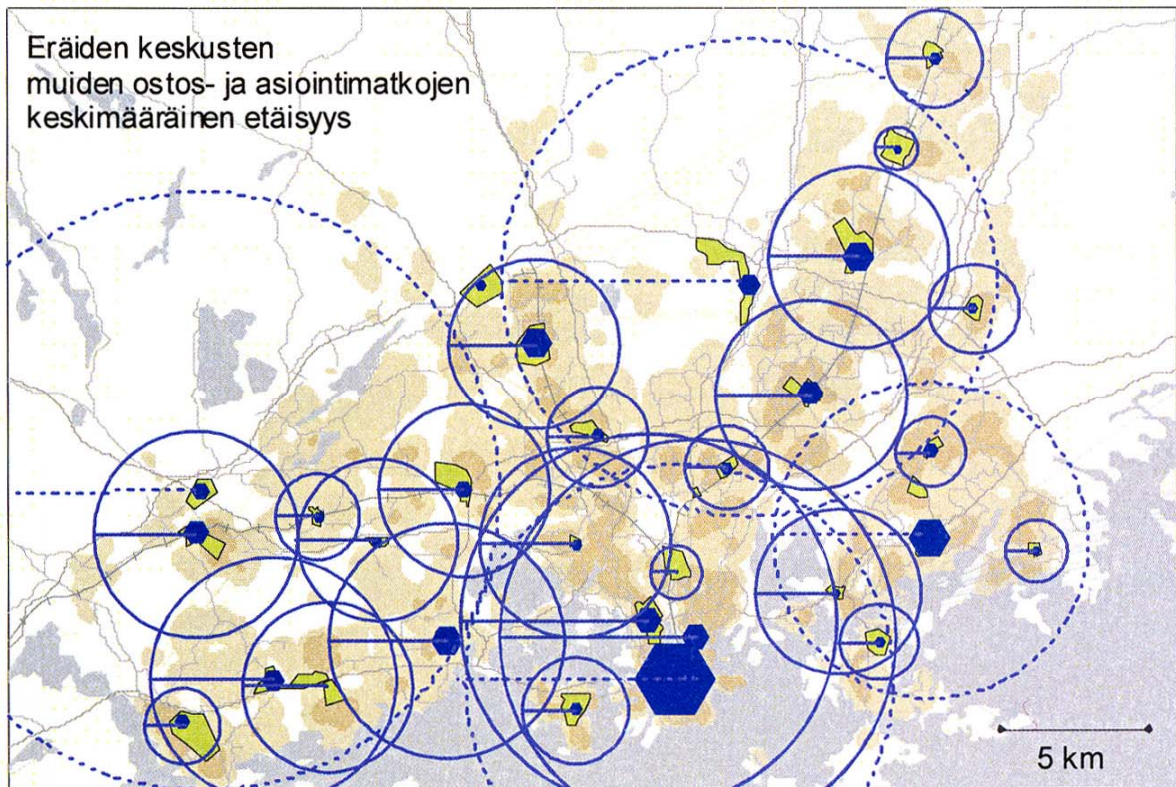 Eräiden keskusten
muiden ostos- ja asiointimatkojen
keskimääräinen etäisyys
5 km